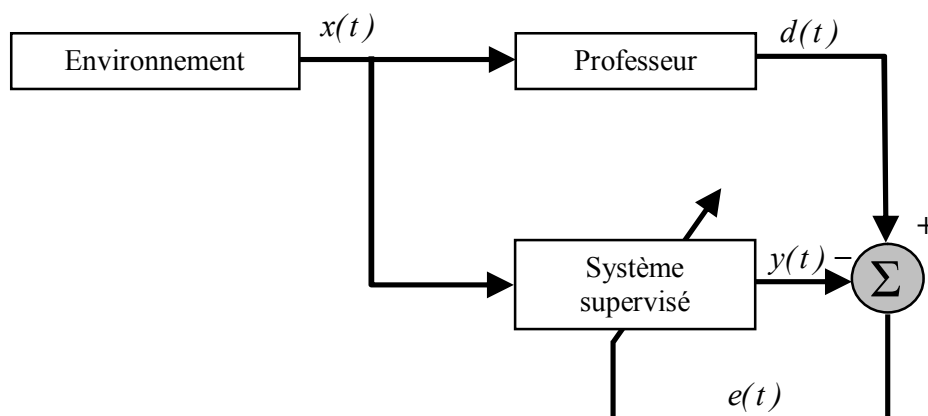 x(t)
d(t)
Environnement
Professeur
+
Système
supervisé
y(t)
−
Σ
e(t)